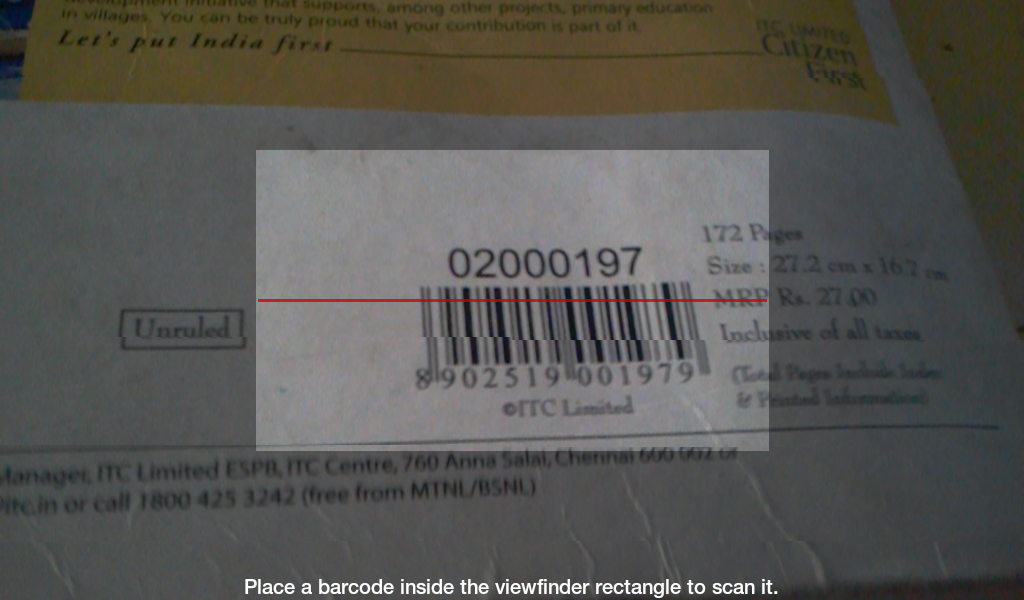 development initiative that supports, among other projects, primary education
in villages. You can be truly proud that your contribution is part of it.
Let's put India first
ITC LIMITED
Citizen
First
172 Pages
02000197
Size : 27.2 cm x 16.7 cm
MRP Rs. 27.00
Unruled
Inclusive of all taxes
8 902519 001979
(Total Pages Include Index
& Printed Information)
©ITC Limited
Manager, ITC Limited ESPB, ITC Centre, 760 Anna Salai, Chennai 600 002 or
itc.in or call 1800 425 3242 (free from MTNL/BSNL)
Place a barcode inside the viewfinder rectangle to scan it.